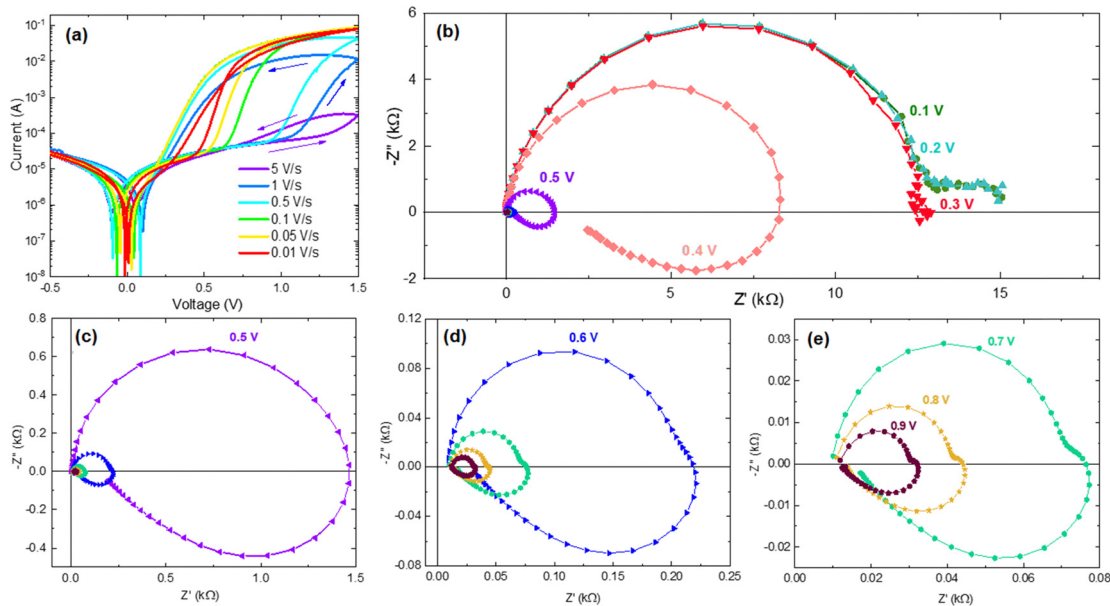 (a)
Current (A)
10⁻¹
10⁻²
10⁻³
10⁻⁴
10⁻⁵
10⁻⁶
10⁻⁷
10⁻⁸
5 V/s
1 V/s
0.5 V/s
0.1 V/s
0.05 V/s
0.01 V/s
-0.5 0.0 0.5 1.0 1.5
Voltage (V)
(b)
-Z'' (kΩ)
6
4
2
0
-2
0.1 V
0.2 V
0.3 V
0.5 V
0.4 V
0 5 10 15
Z' (kΩ)
(c)
0.5 V
-Z'' (kΩ)
0.8
0.6
0.4
0.2
0.0
-0.2
-0.4
0.0 0.5 1.0 1.5
Z' (kΩ)
(d)
0.6 V
-Z'' (kΩ)
0.12
0.08
0.04
0.00
-0.04
-0.08
0.00 0.05 0.10 0.15 0.20 0.25
Z' (kΩ)
(e)
0.7 V
0.8 V
0.9 V
-Z'' (kΩ)
0.03
0.02
0.01
0.00
-0.01
-0.02
0.00 0.02 0.04 0.06 0.08
Z' (kΩ)